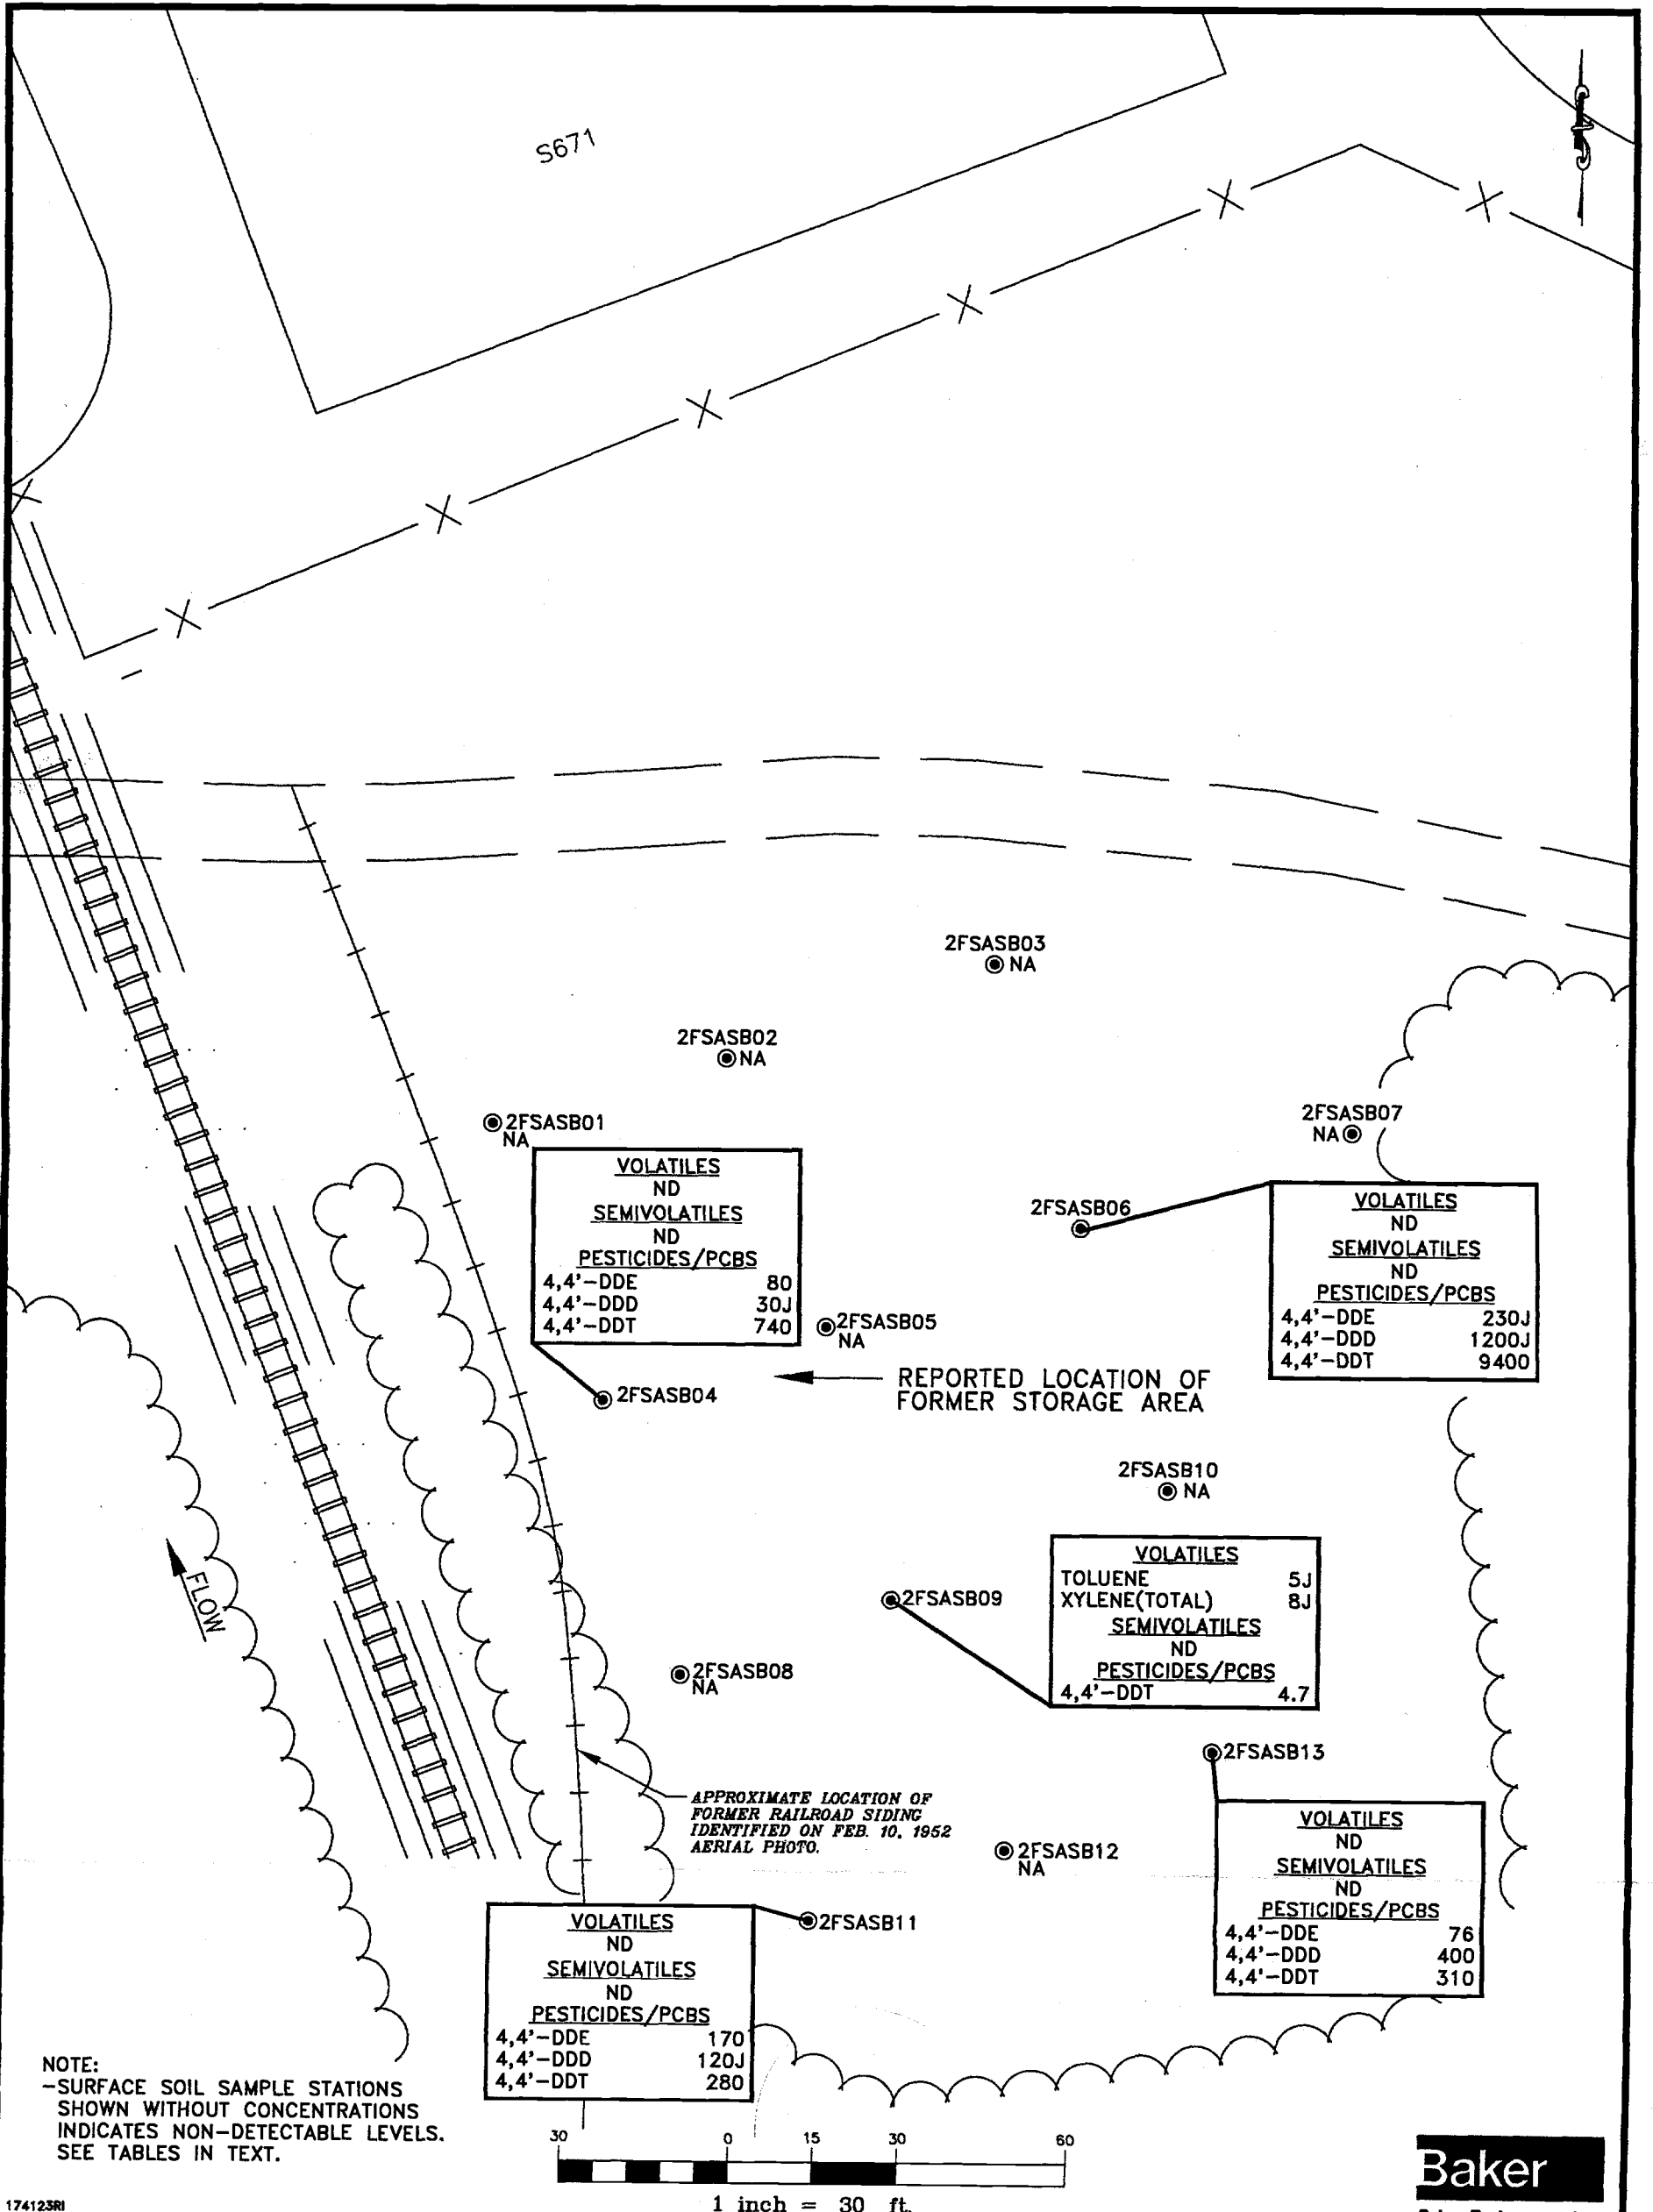 S671
2FSASB03
NA
2FSASB02
NA
2FSASB01
NA
2FSASB07
NA
VOLATILES
ND
SEMIVOLATILES
ND
PESTICIDES/PCBS
4,4'-DDE 80
4,4'-DDD 30J
4,4'-DDT 740
2FSASB06
VOLATILES
ND
SEMIVOLATILES
ND
PESTICIDES/PCBS
4,4'-DDE 230J
4,4'-DDD 1200J
4,4'-DDT 9400
2FSASB05
NA
REPORTED LOCATION OF
FORMER STORAGE AREA
2FSASB04
2FSASB10
NA
VOLATILES
TOLUENE 5J
XYLENE(TOTAL) 8J
SEMIVOLATILES
ND
PESTICIDES/PCBS
4,4'-DDT 4.7
2FSASB09
FLOW
2FSASB08
NA
2FSASB13
APPROXIMATE LOCATION OF
FORMER RAILROAD SIDING
IDENTIFIED ON FEB. 10, 1952
AERIAL PHOTO.
2FSASB12
NA
VOLATILES
ND
SEMIVOLATILES
ND
PESTICIDES/PCBS
4,4'-DDE 76
4,4'-DDD 400
4,4'-DDT 310
2FSASB11
VOLATILES
ND
SEMIVOLATILES
ND
PESTICIDES/PCBS
4,4'-DDE 170
4,4'-DDD 120J
4,4'-DDT 280
NOTE:
-SURFACE SOIL SAMPLE STATIONS
SHOWN WITHOUT CONCENTRATIONS
INDICATES NON-DETECTABLE LEVELS.
SEE TABLES IN TEXT.
30 0 15 30 60
1 inch = 30 ft.
Baker
174123RI